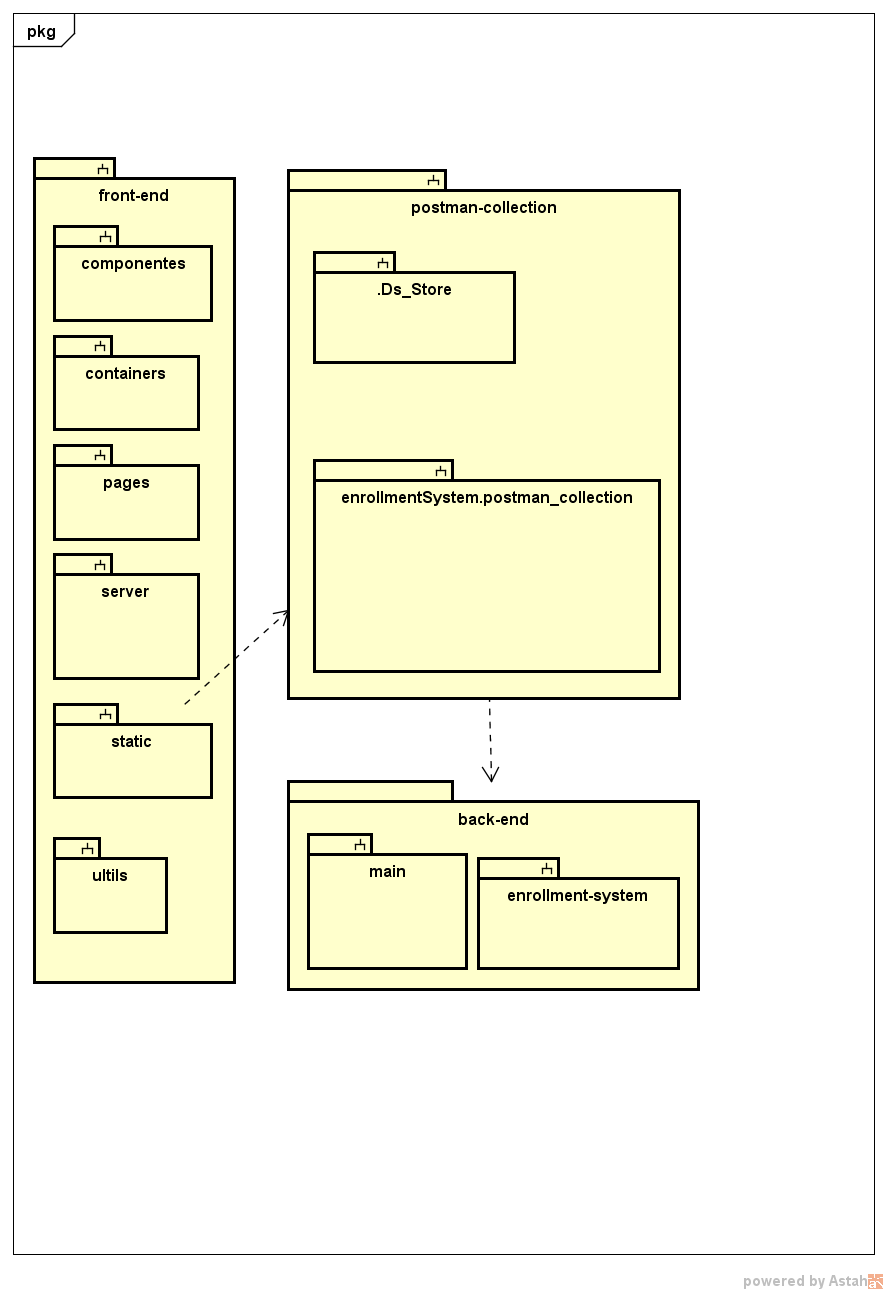 pkg
front-end
componentes
containers
pages
server
static
ultils
postman-collection
.Ds_Store
enrollmentSystem.postman_collection
back-end
main
enrollment-system
powered by Astah